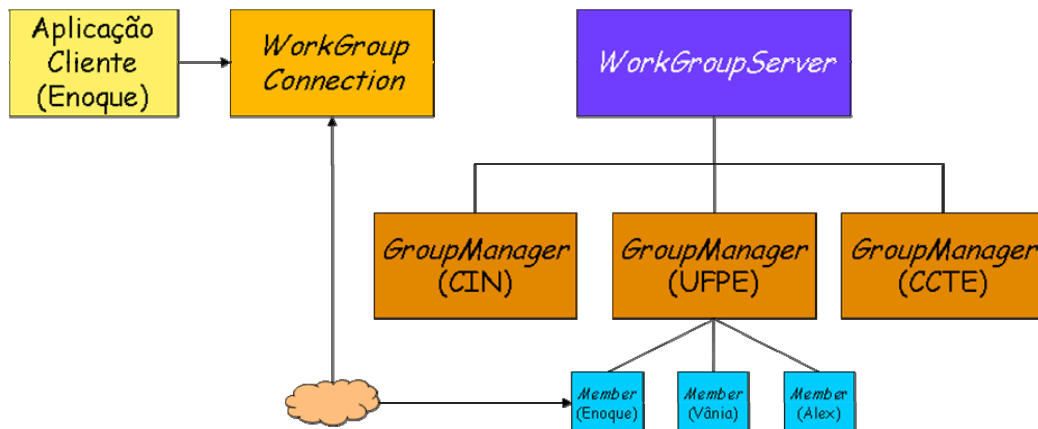 Aplicação
Cliente
(Enoque)
WorkGroup
Connection
WorkGroupServer
GroupManager
(CIN)
GroupManager
(UFPE)
GroupManager
(CCTE)
Member
(Enoque)
Member
(Vânia)
Member
(Alex)